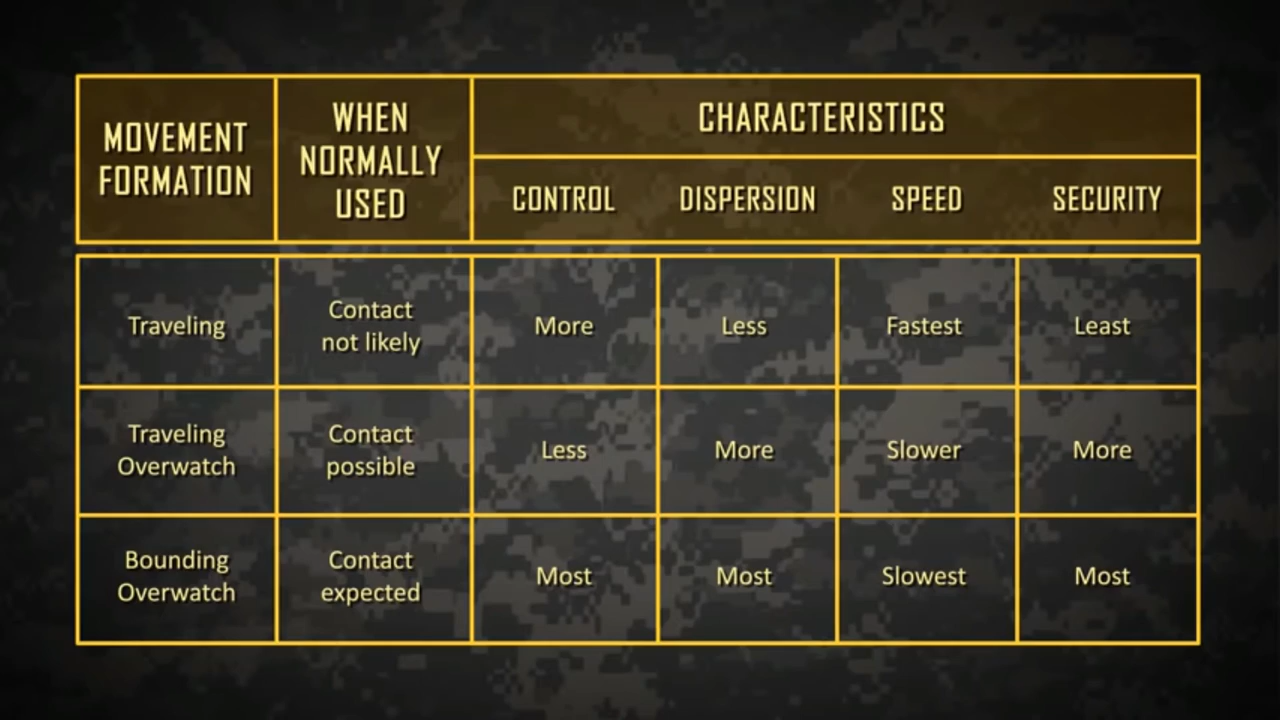 MOVEMENT
FORMATION
WHEN
NORMALLY
USED
CHARACTERISTICS
CONTROL
DISPERSION
SPEED
SECURITY
Traveling
Contact
not likely
More
Less
Fastest
Least
Traveling
Overwatch
Contact
possible
Less
More
Slower
More
Bounding
Overwatch
Contact
expected
Most
Most
Slowest
Most